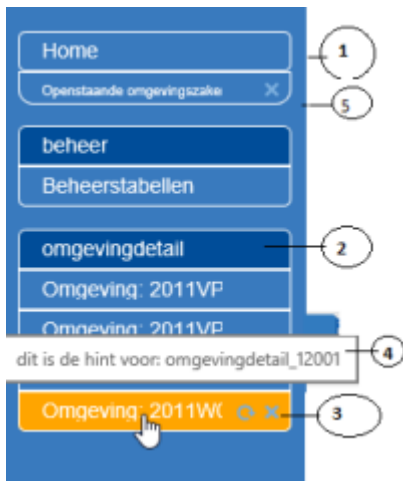 Home
1
Openstaande omgevingszake
5
beheer
Beheerstabellen
omgevingdetail
2
Omgeving: 2011VP
Omgeving: 2011VP
dit is de hint voor: omgevingdetail_12001
4
Omgeving: 2011W(
3